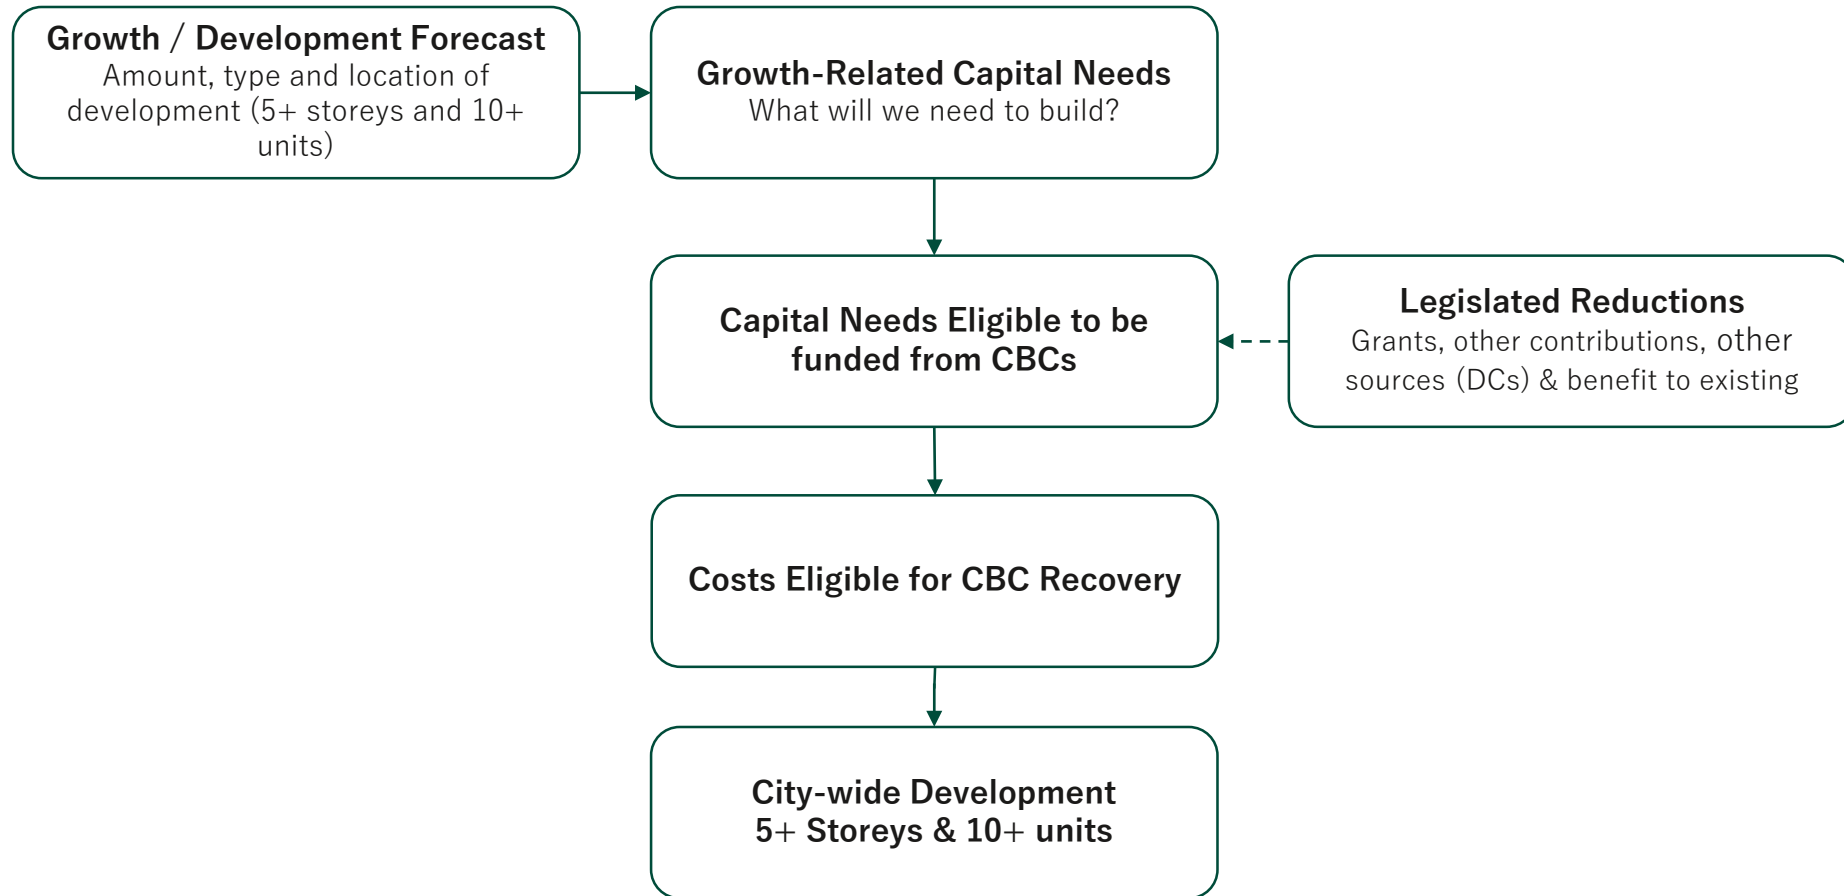 Growth / Development Forecast
Amount, type and location of
development (5+ storeys and 10+
units)
Growth-Related Capital Needs
What will we need to build?
Capital Needs Eligible to be
funded from CBCs
Legislated Reductions
Grants, other contributions, other
sources (DCs) & benefit to existing
Costs Eligible for CBC Recovery
City-wide Development
5+ Storeys & 10+ units